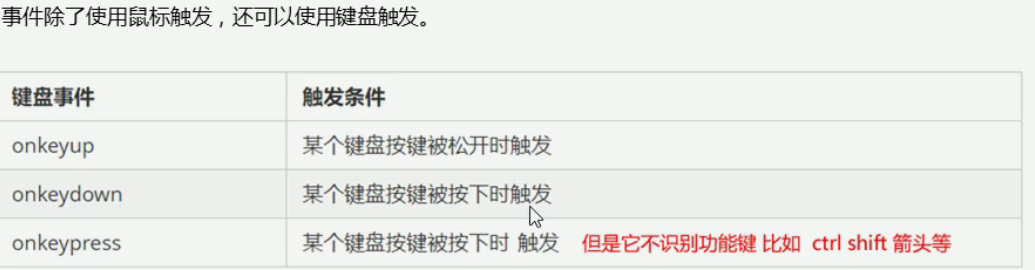 事件除了使用鼠标触发，还可以使用键盘触发。
键盘事件 触发条件
onkeyup 某个键盘按键被松开时触发
onkeydown 某个键盘按键被按下时触发
onkeypress 某个键盘按键被按下时 触发 但是它不识别功能键 比如 ctrl shift 箭头等